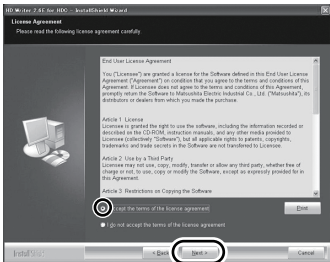 HD Writer 2.6E for HDC - InstallShield Wizard
License Agreement
Please read the following license agreement carefully.
End User License Agreement
You ("Licensee") are granted a license for the Software defined in this End User License
Agreement ("Agreement") on condition that you agree to the terms and conditions of this
Agreement. If Licensee does not agree to the terms and conditions of this Agreement,
promptly return the Software to Matsushita Electric Industrial Co., Ltd. ("Matsushita"), its
distributors or dealers from which you made the purchase.
Article 1 License
Licensee is granted the right to use the software, including the information recorded or
described on the CD-ROM, instruction manuals, and any other media provided to
Licensee (collectively "Software"), but all applicable rights to patents, copyrights,
trademarks and trade secrets in the Software are not transferred to Licensee.
Article 2 Use by a Third Party
Licensee may not use, copy, modify, transfer or allow any third party, whether free of
charge or not, to use, copy or modify the Software, except as expressly provided for in
this Agreement.
Article 3 Restrictions on Copying the Software
accept the terms of the license agreement
Print
I do not accept the terms of the license agreement
InstallShield
< Back
Next >
Cancel